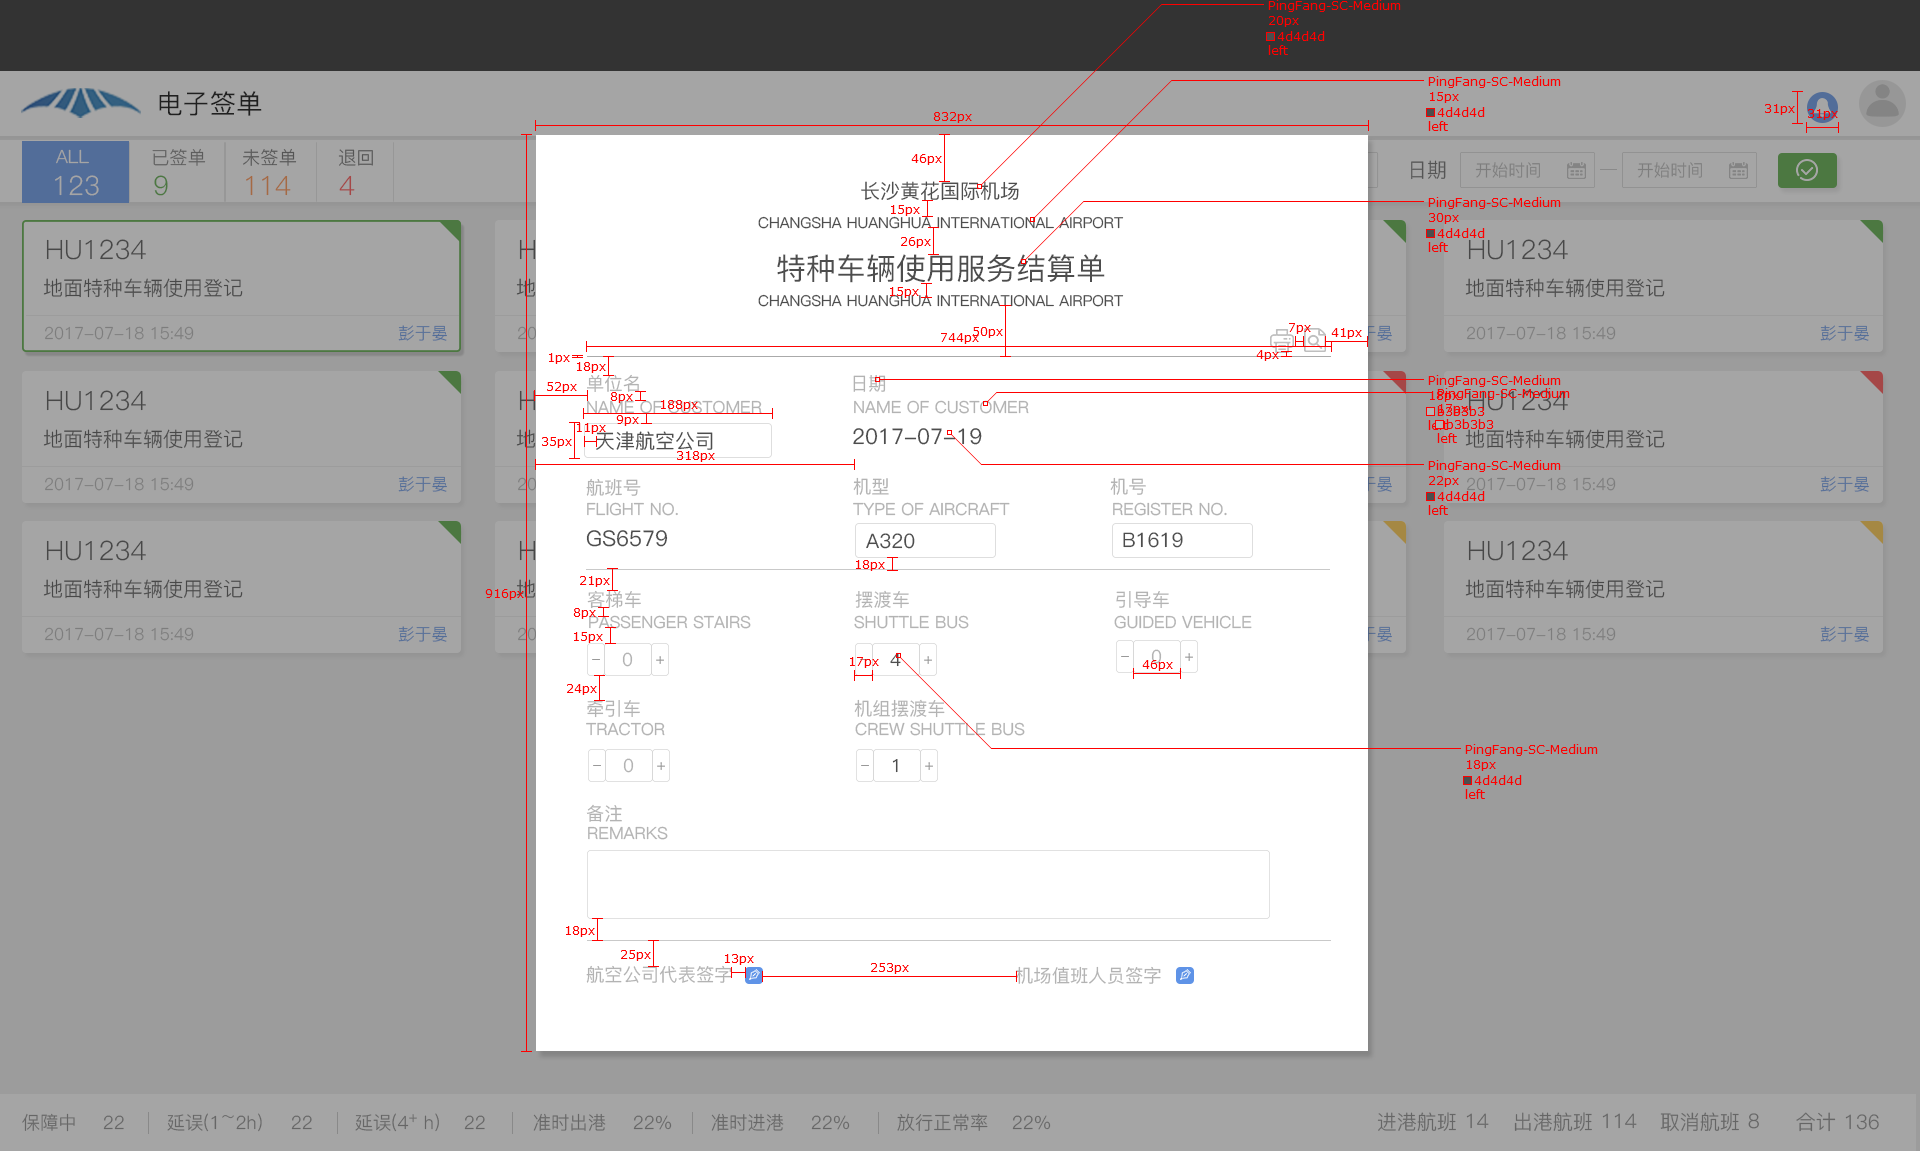 PingFang-SC-Medium
20px
4d4d4d
left
电子签单
PingFang-SC-Medium
15px
4d4d4d
left
31px
31px
832px
ALL
123
已签单
9
未签单
114
退回
4
日期
开始时间
开始时间
46px
长沙黄花国际机场
15px
CHANGSHA HUANGHUA INTERNATIONAL AIRPORT
26px
特种车辆使用服务结算单
15px
CHANGSHA HUANGHUA INTERNATIONAL AIRPORT
50px
744px
7px
41px
4px
PingFang-SC-Medium
30px
4d4d4d
left
HU1234
地面特种车辆使用登记
2017-07-18 15:49
彭于晏
H
地
20
于晏
HU1234
地面特种车辆使用登记
2017-07-18 15:49
彭于晏
1px
18px
52px
单位名
8px
NAME OF CUSTOMER
188px
9px
11px
35px
天津航空公司
318px
日期
NAME OF CUSTOMER
2017-07-19
PingFang-SC-Medium
18px
b3b3b3
left
PingFang-SC-Medium
17px
b3b3b3
left
PingFang-SC-Medium
22px
4d4d4d
left
HU1234
地面特种车辆使用登记
2017-07-18 15:49
彭于晏
H
地
20
于晏
HU1234
地面特种车辆使用登记
2017-07-18 15:49
彭于晏
航班号
FLIGHT NO.
GS6579
机型
TYPE OF AIRCRAFT
A320
机号
REGISTER NO.
B1619
18px
21px
916px
HU1234
地面特种车辆使用登记
2017-07-18 15:49
彭于晏
H
地
20
于晏
HU1234
地面特种车辆使用登记
2017-07-18 15:49
彭于晏
客梯车
8px
PASSENGER STAIRS
15px
− 0 +
24px
摆渡车
SHUTTLE BUS
17px
4 +
引导车
GUIDED VEHICLE
− 0 +
46px
牵引车
TRACTOR
− 0 +
机组摆渡车
CREW SHUTTLE BUS
− 1 +
PingFang-SC-Medium
18px
4d4d4d
left
备注
REMARKS
18px
25px
航空公司代表签字
13px
253px
机场值班人员签字
保障中 22
延误(1~2h) 22
延误(4+ h) 22
准时出港 22%
准时进港 22%
放行正常率 22%
进港航班 14
出港航班 114
取消航班 8
合计 136